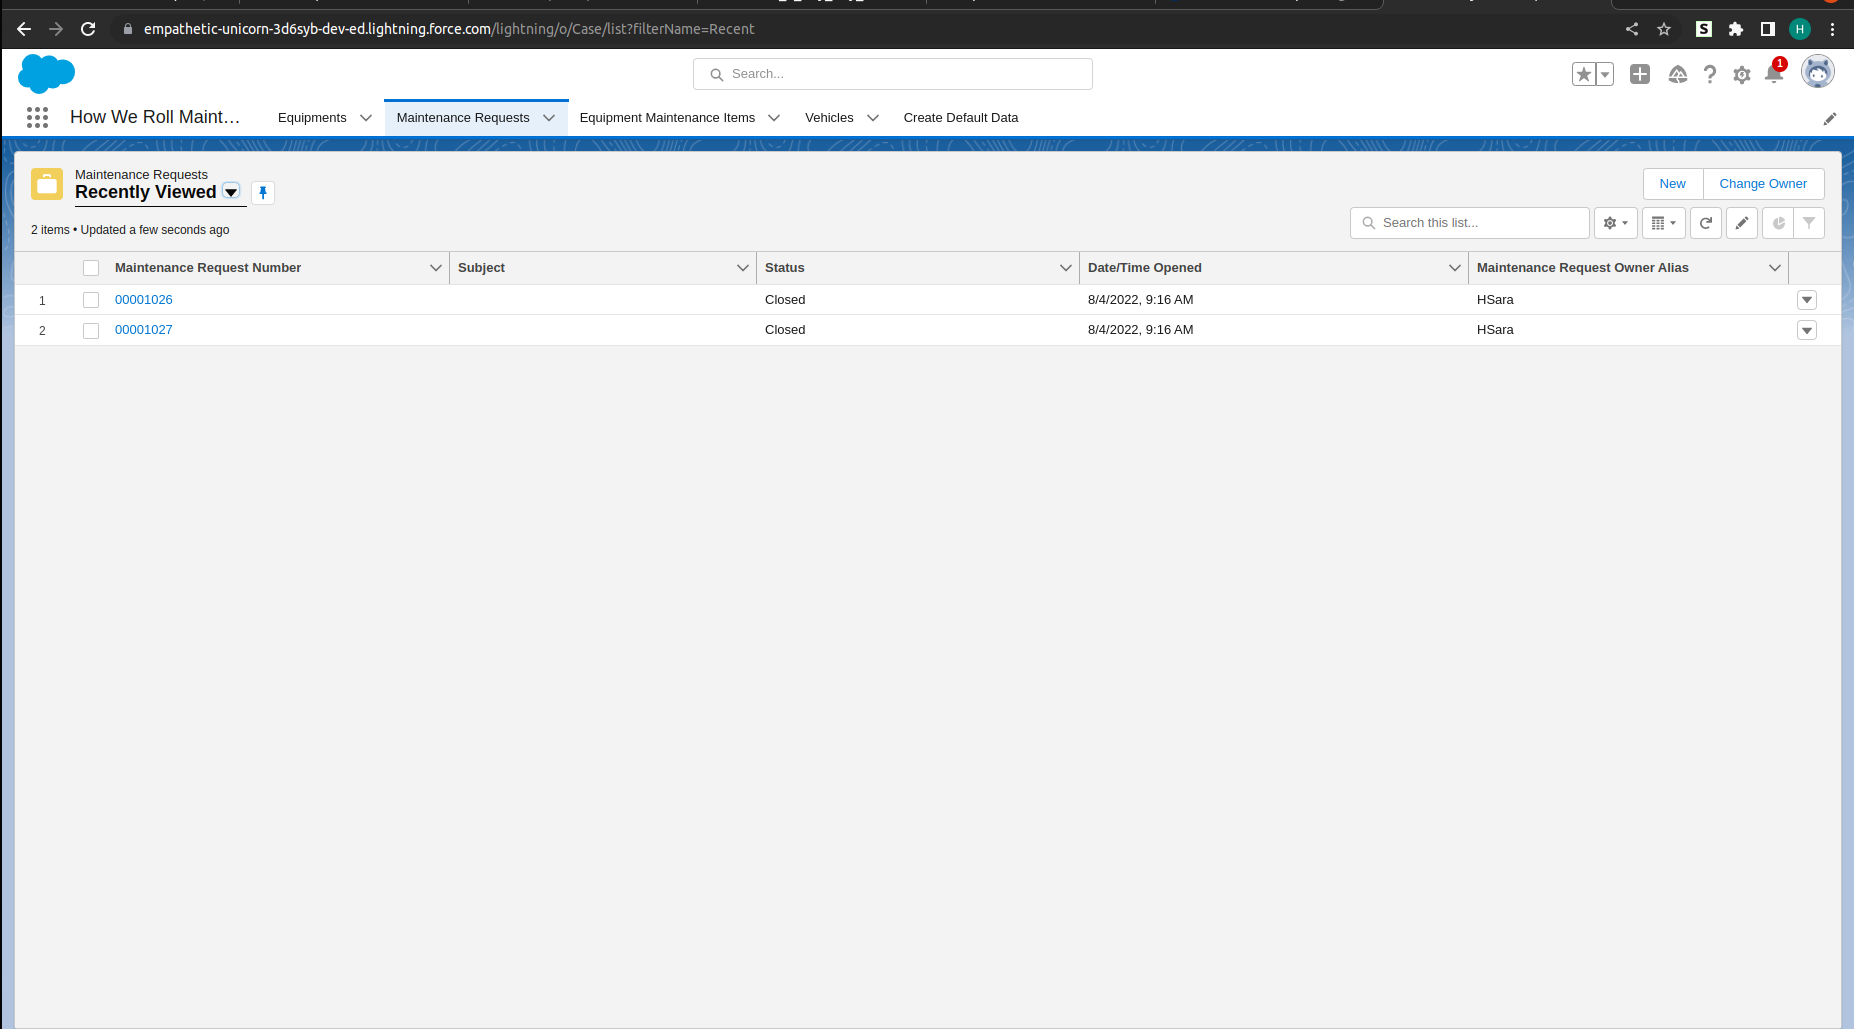 empathetic-unicorn-3d6syb-dev-ed.lightning.force.com/lightning/o/Case/list?filterName=Recent
S
H
Search...
1
How We Roll Maint... Equipments Maintenance Requests Equipment Maintenance Items Vehicles Create Default Data
Maintenance Requests
Recently Viewed
New Change Owner
2 items • Updated a few seconds ago
Search this list...
Maintenance Request Number Subject Status Date/Time Opened Maintenance Request Owner Alias
1 00001026 Closed 8/4/2022, 9:16 AM HSara
2 00001027 Closed 8/4/2022, 9:16 AM HSara